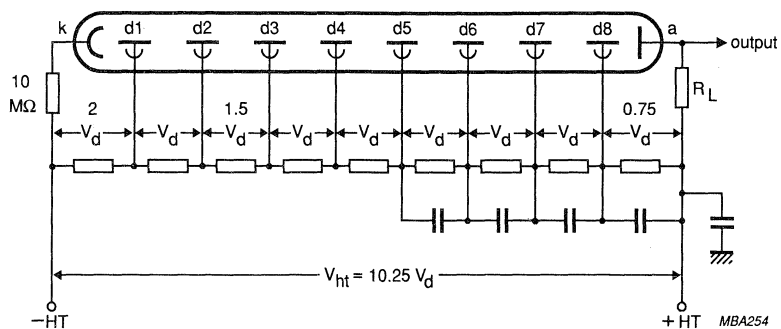 k d1 d2 d3 d4 d5 d6 d7 d8 a output
10 MΩ
R_L
2 V_d V_d 1.5 V_d V_d V_d V_d V_d V_d 0.75 V_d
V_ht = 10.25 V_d
−HT +HT MBA254